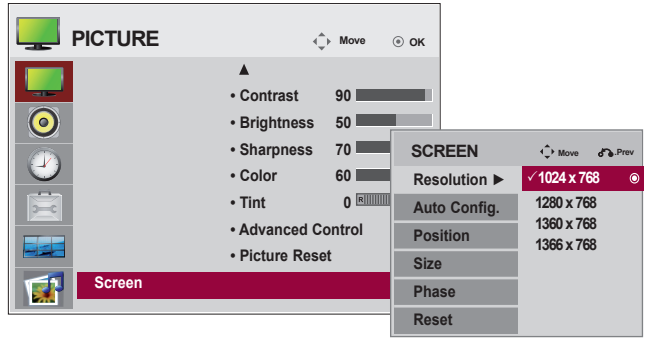 PICTURE
Move
OK
▲
• Contrast 90
• Brightness 50
• Sharpness 70
• Color 60
• Tint 0 R
• Advanced Control
• Picture Reset
Screen
SCREEN
Move
Prev
Resolution ►
Auto Config.
Position
Size
Phase
Reset
✓1024 x 768
1280 x 768
1360 x 768
1366 x 768